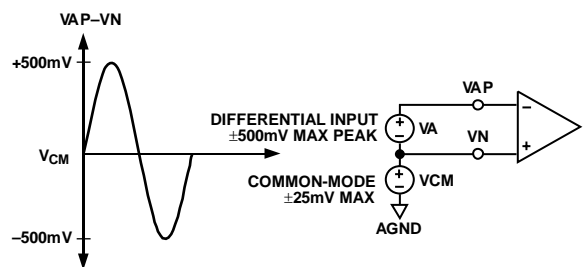 VAP–VN
+500mV
VCM
–500mV
DIFFERENTIAL INPUT
±500mV MAX PEAK
VA
VAP
VN
COMMON-MODE
±25mV MAX
VCM
AGND
+
–
+
–
–
+